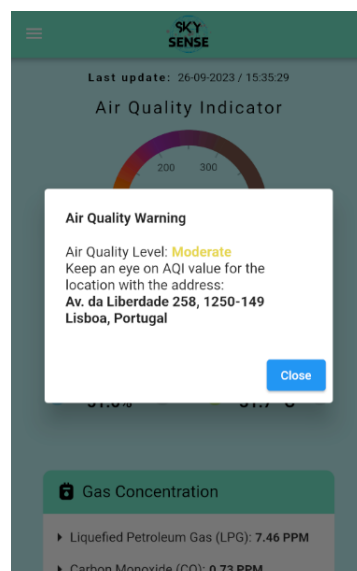 SKY
SENSE
Last update: 26-09-2023 / 15:35:29
Air Quality Indicator
200 300
Air Quality Warning
Air Quality Level: Moderate
Keep an eye on AQI value for the
location with the address:
Av. da Liberdade 258, 1250-149
Lisboa, Portugal
Close
Gas Concentration
Liquefied Petroleum Gas (LPG): 7.46 PPM
Carbon Monoxide (CO): 0.73 PPM